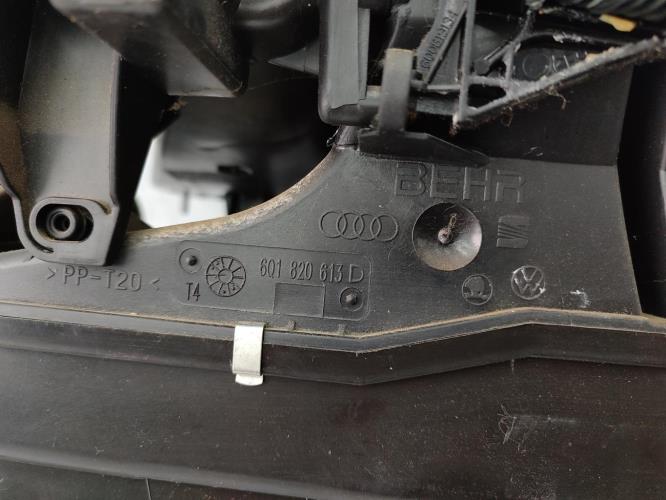 BEHR
6Q1 820 613 D
>PP-T20<
T4